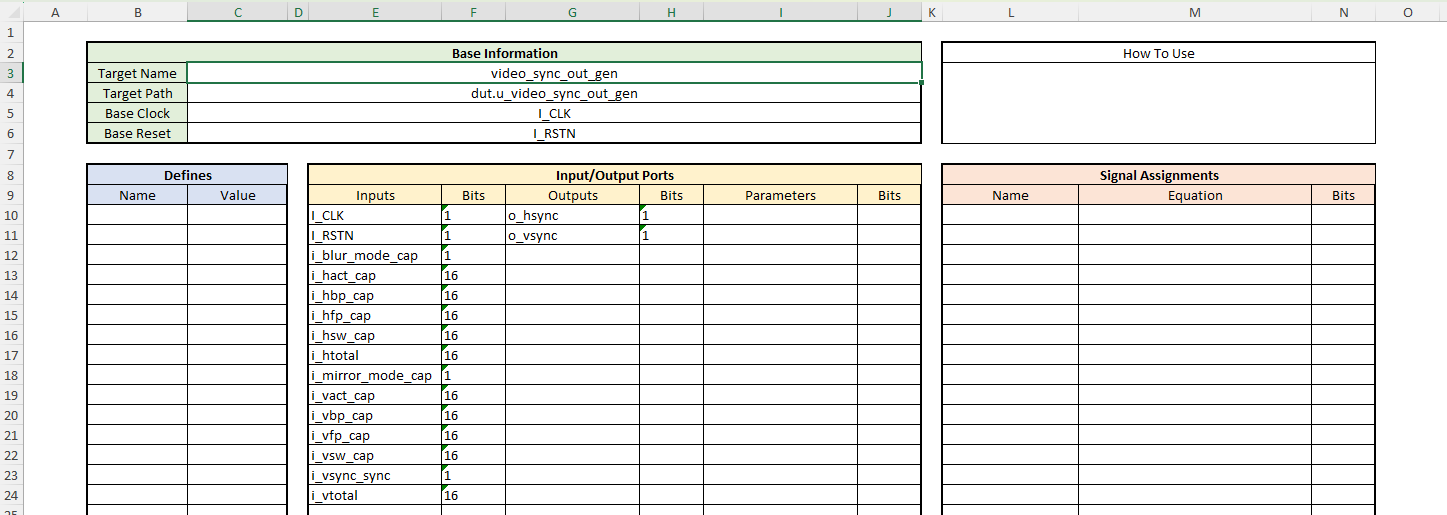 A B C D E F G H I J K L M N O
1
2 Base Information How To Use
3 Target Name video_sync_out_gen
4 Target Path dut.u_video_sync_out_gen
5 Base Clock I_CLK
6 Base Reset I_RSTN
7
8 Defines Input/Output Ports Signal Assignments
9 Name Value Inputs Bits Outputs Bits Parameters Bits Name Equation Bits
10 I_CLK 1 o_hsync 1
11 I_RSTN 1 o_vsync 1
12 i_blur_mode_cap 1
13 i_hact_cap 16
14 i_hbp_cap 16
15 i_hfp_cap 16
16 i_hsw_cap 16
17 i_htotal 16
18 i_mirror_mode_cap 1
19 i_vact_cap 16
20 i_vbp_cap 16
21 i_vfp_cap 16
22 i_vsw_cap 16
23 i_vsync_sync 1
24 i_vtotal 16
25